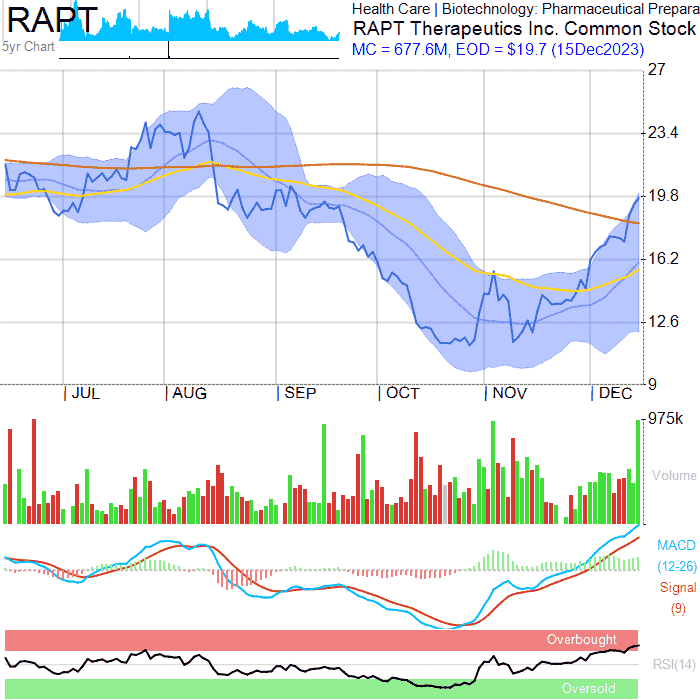 RAPT
Health Care | Biotechnology: Pharmaceutical Prepara
RAPT Therapeutics Inc. Common Stock
5yr Chart
MC = 677.6M, EOD = $19.7 (15Dec2023)
27
23.4
19.8
16.2
12.6
9
| JUL | AUG | SEP | OCT | NOV | DEC
975k
Volume
MACD
(12-26)
Signal
(9)
Overbought
RSI(14)
Oversold